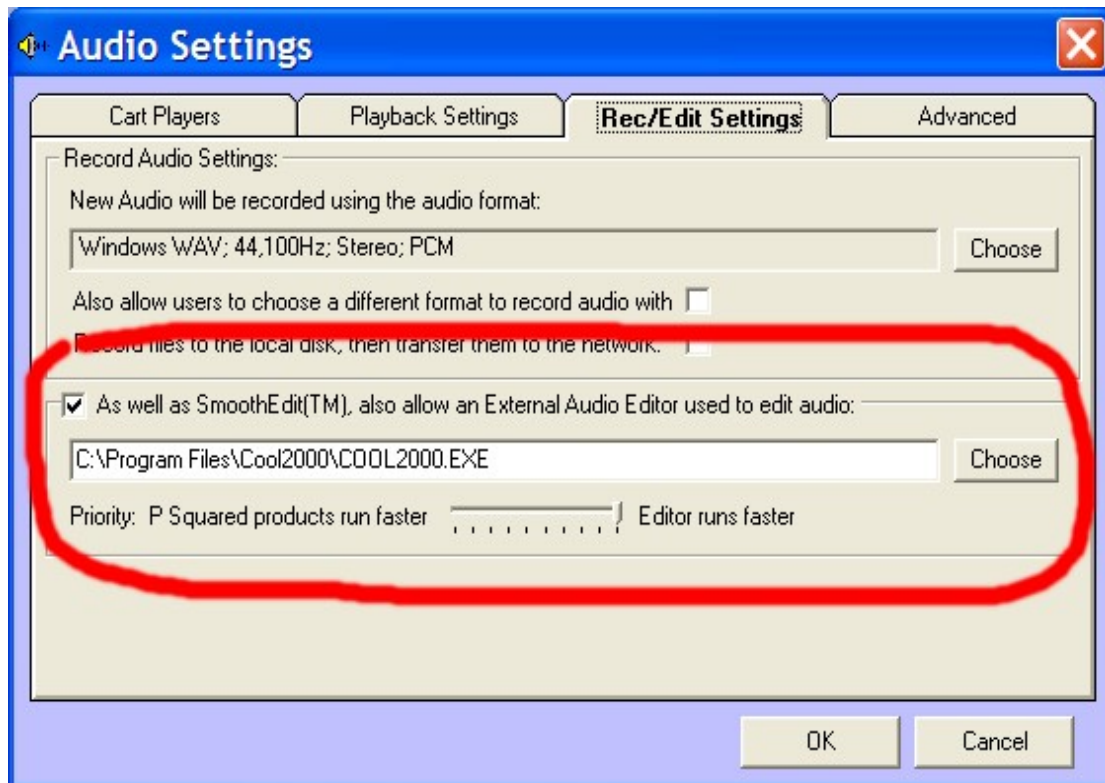 Audio Settings
Cart Players
Playback Settings
Rec/Edit Settings
Advanced
Record Audio Settings:
New Audio will be recorded using the audio format:
Windows WAV; 44,100Hz; Stereo; PCM
Choose
Also allow users to choose a different format to record audio with
Record files to the local disk, then transfer them to the network.
As well as SmoothEdit(TM), also allow an External Audio Editor used to edit audio:
C:\Program Files\Cool2000\COOL2000.EXE
Choose
Priority: P Squared products run faster
Editor runs faster
OK
Cancel